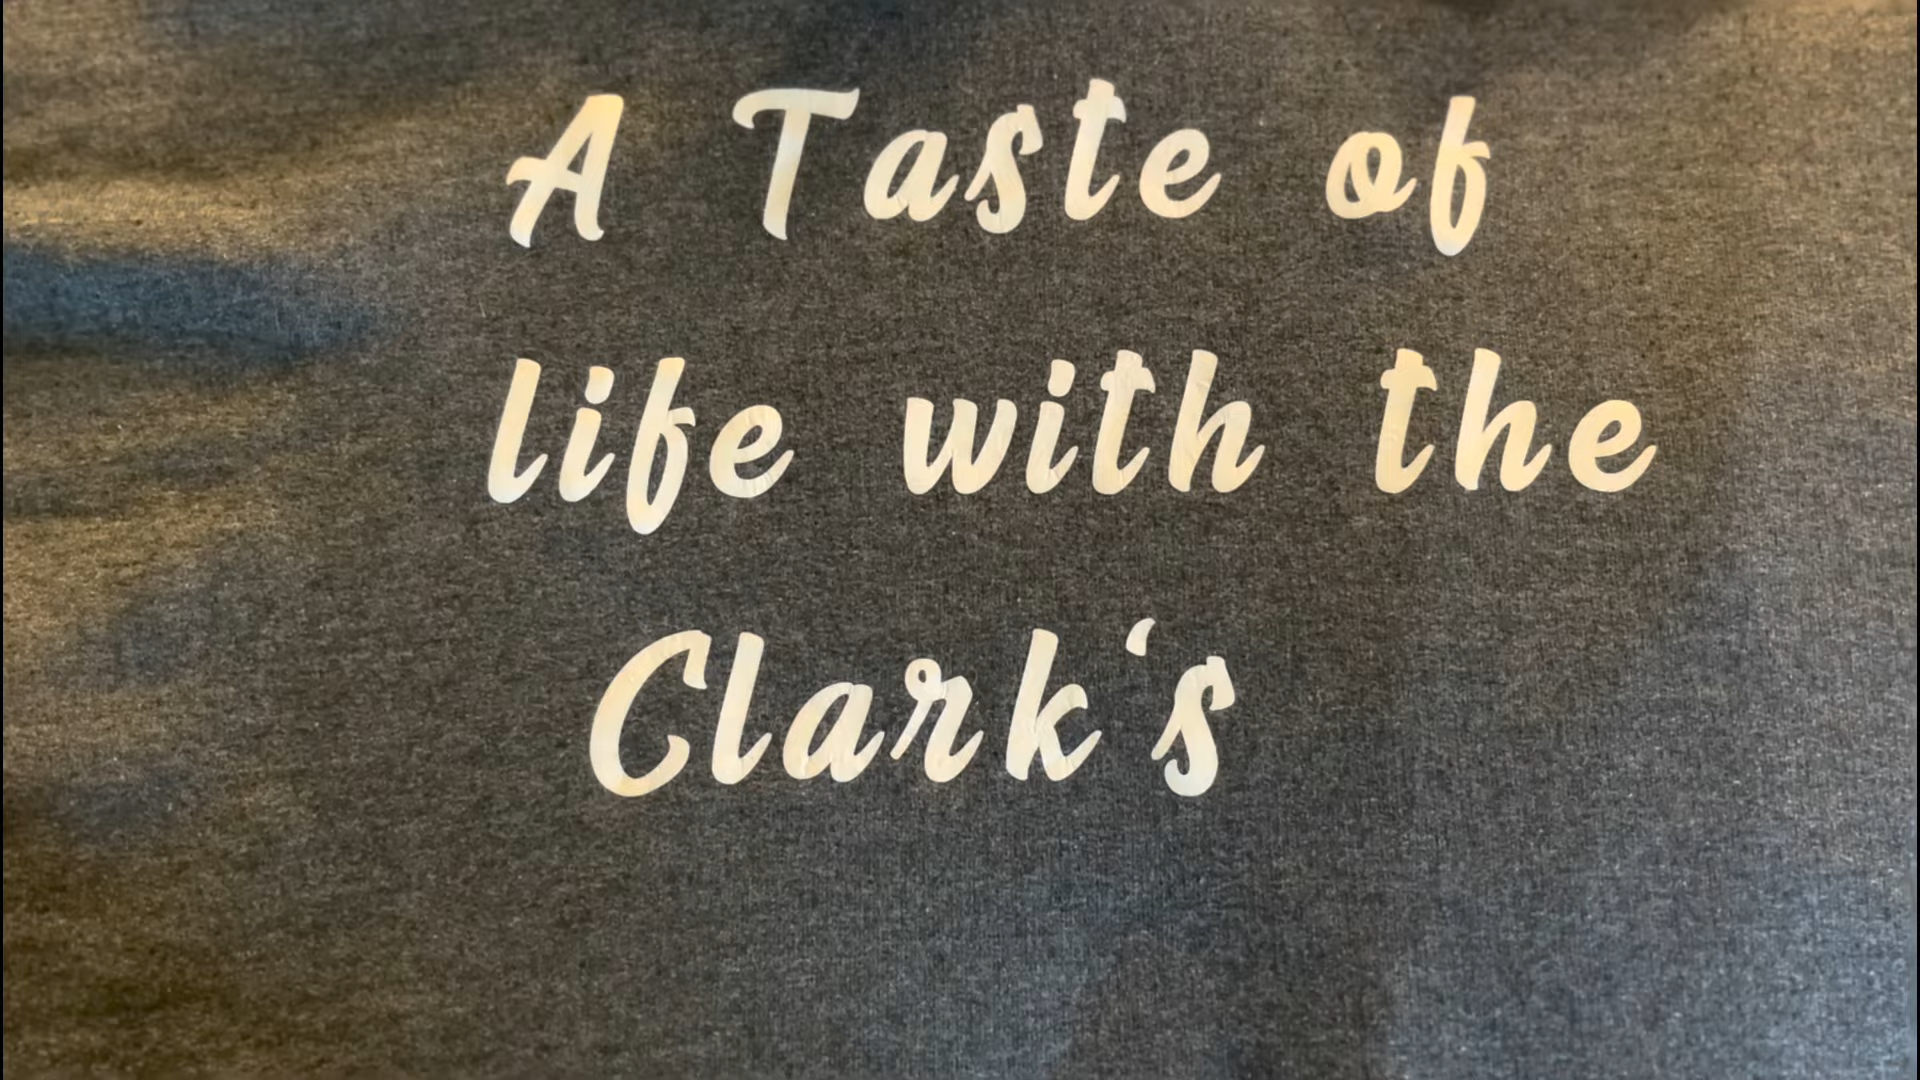 A Taste of
life with the
Clark‘s